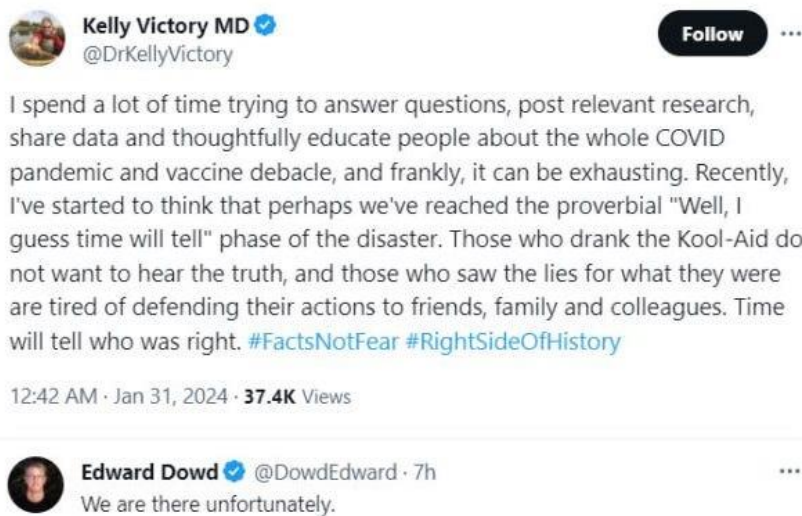 Kelly Victory MD
@DrKellyVictory
Follow
...
I spend a lot of time trying to answer questions, post relevant research,
share data and thoughtfully educate people about the whole COVID
pandemic and vaccine debacle, and frankly, it can be exhausting. Recently,
I've started to think that perhaps we've reached the proverbial "Well, I
guess time will tell" phase of the disaster. Those who drank the Kool-Aid do
not want to hear the truth, and those who saw the lies for what they were
are tired of defending their actions to friends, family and colleagues. Time
will tell who was right. #FactsNotFear #RightSideOfHistory
12:42 AM · Jan 31, 2024 · 37.4K Views
Edward Dowd @DowdEdward · 7h
...
We are there unfortunately.